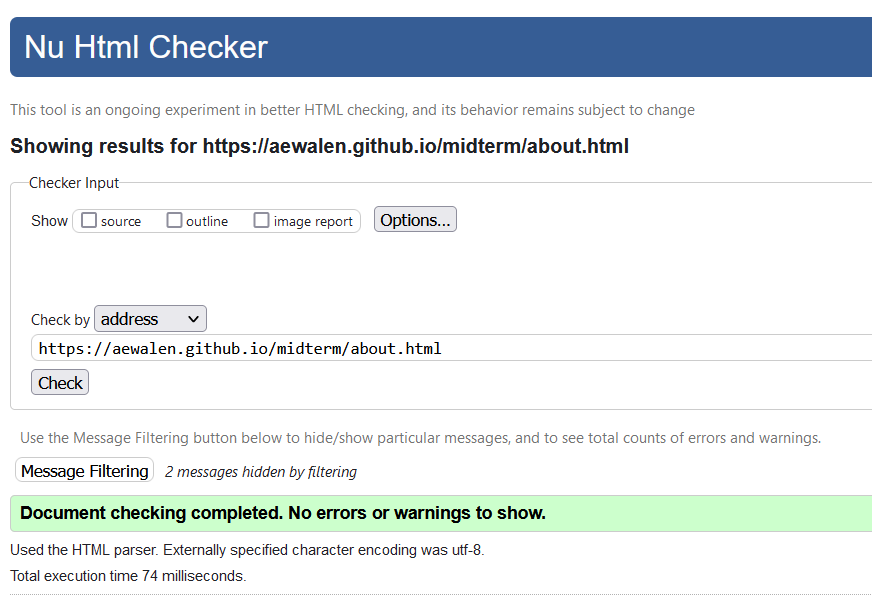 Nu Html Checker
This tool is an ongoing experiment in better HTML checking, and its behavior remains subject to change
Showing results for https://aewalen.github.io/midterm/about.html
Checker Input
Show source outline image report Options...
Check by address
https://aewalen.github.io/midterm/about.html
Check
Use the Message Filtering button below to hide/show particular messages, and to see total counts of errors and warnings.
Message Filtering 2 messages hidden by filtering
Document checking completed. No errors or warnings to show.
Used the HTML parser. Externally specified character encoding was utf-8.
Total execution time 74 milliseconds.